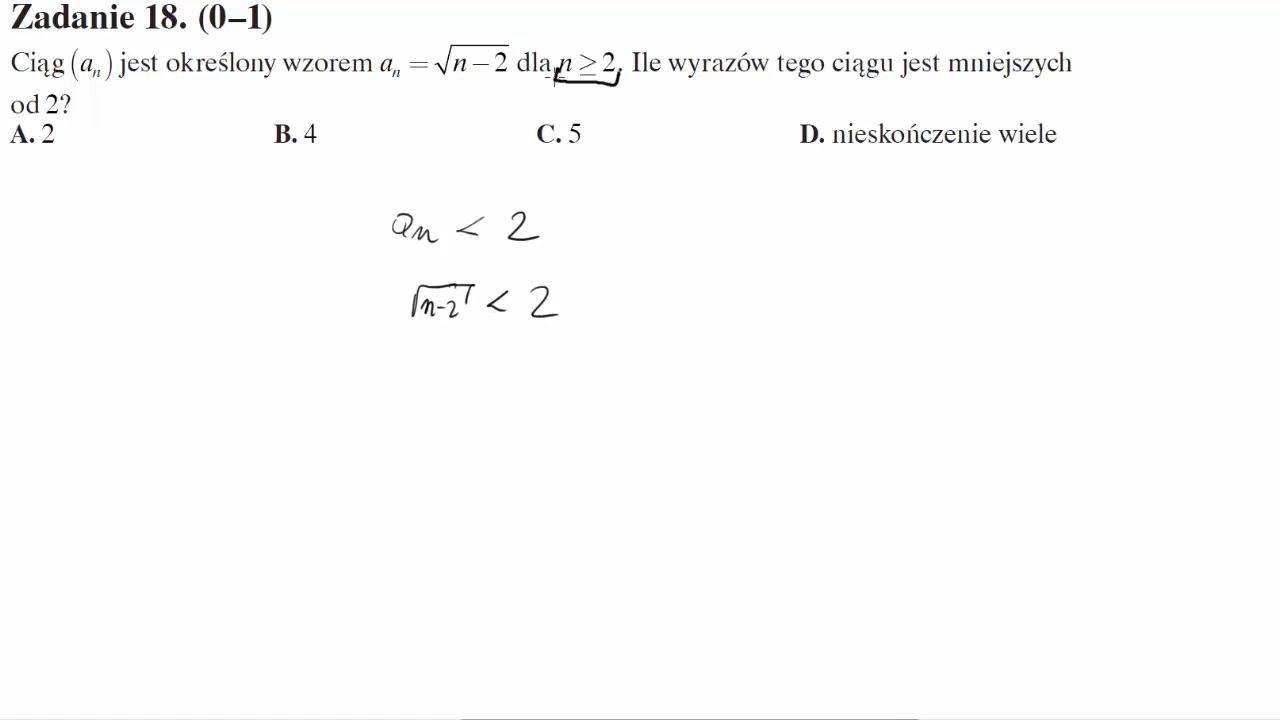 Zadanie 18. (0–1)
Ciąg (aₙ) jest określony wzorem aₙ = √(n − 2) dla n ≥ 2. Ile wyrazów tego ciągu jest mniejszych
od 2?
A. 2 B. 4 C. 5 D. nieskończenie wiele
aₙ < 2
√(n-2) < 2